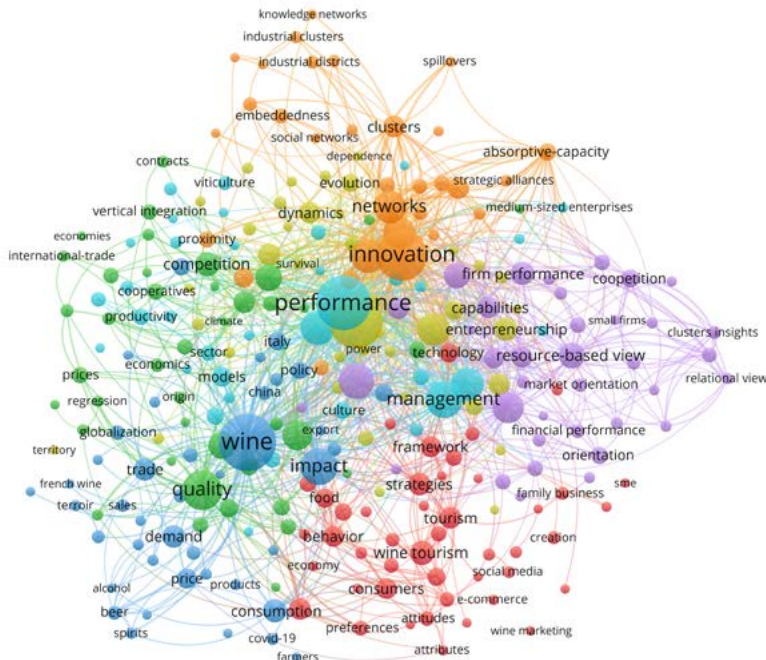 knowledge networks
industrial clusters
industrial districts
spillovers
embeddedness
clusters
social networks
absorptive-capacity
dependence
contracts
viticulture
evolution
strategic alliances
networks
medium-sized enterprises
vertical integration
dynamics
economies
proximity
international-trade
competition
survival
innovation
firm performance
coopetition
cooperatives
performance
capabilities
productivity
small firms
climate
entrepreneurship
clusters insights
italy
power
technology
resource-based view
sector
economics
prices
models
policy
market orientation
relational view
china
management
origin
regression
culture
globalization
export
financial performance
territory
wine
framework
orientation
trade
impact
french wine
quality
food
strategies
family business
sme
terroir
sales
tourism
demand
behavior
creation
wine tourism
economy
social media
price
products
consumers
alcohol
e-commerce
beer
consumption
attitudes
preferences
spirits
covid-19
wine marketing
attributes
farmers